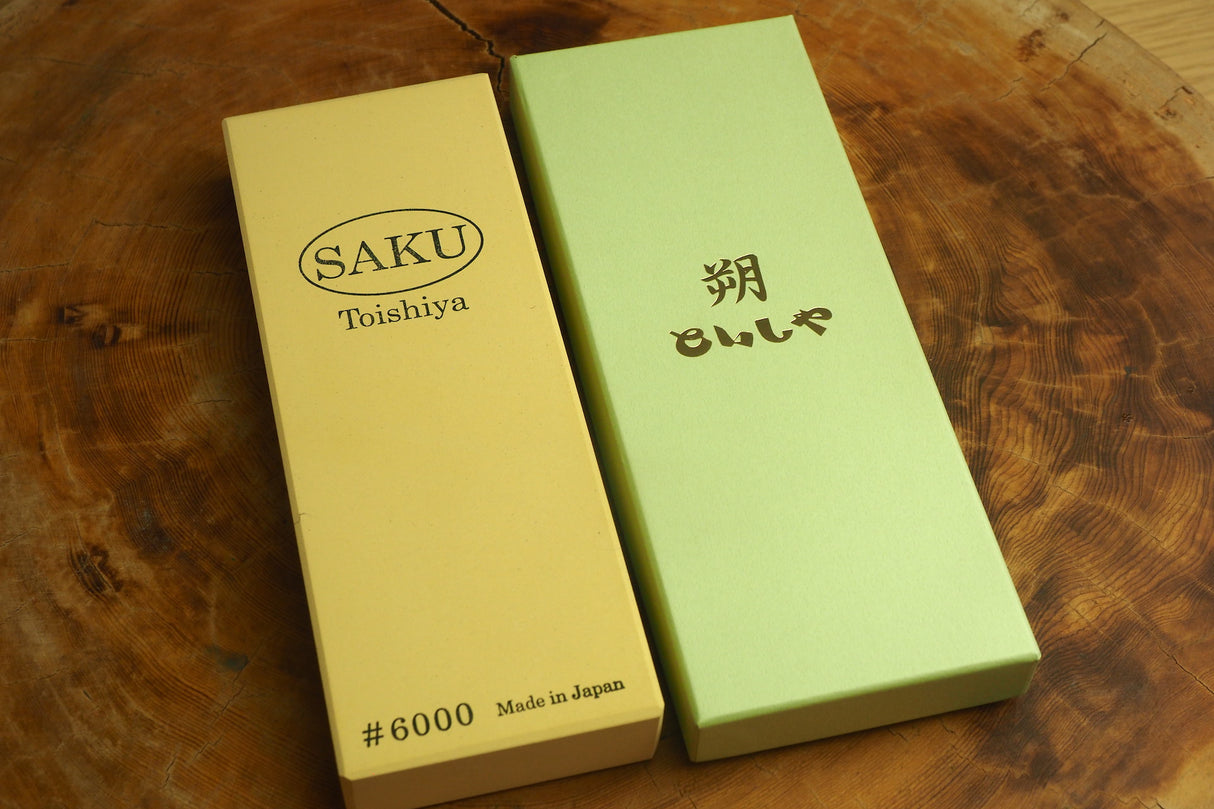 SAKU
Toishiya
#6000 Made in Japan
朔
といしや